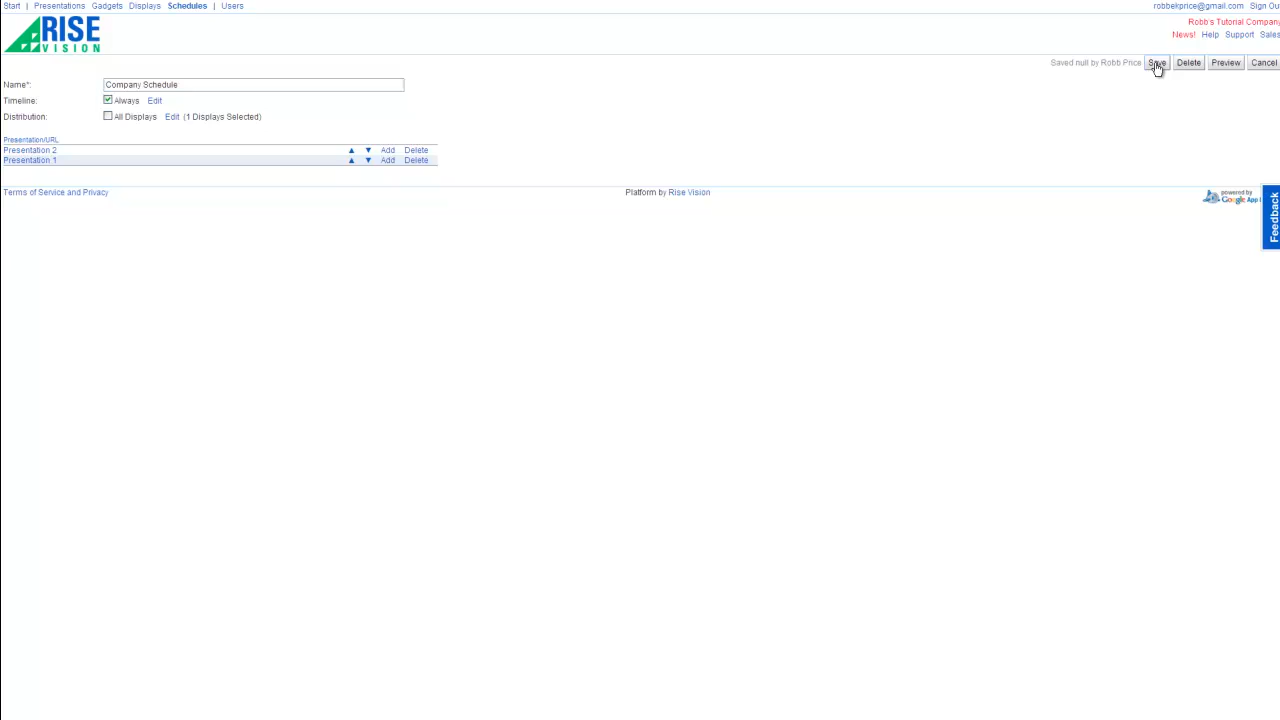 Start | Presentations Gadgets Displays Schedules | Users
robbekprice@gmail.com Sign Ou
RISE
VISION
Robb's Tutorial Company
News! Help Support Sales
Saved null by Robb Price Save Delete Preview Cancel
Name*: Company Schedule
Timeline: Always Edit
Distribution: All Displays Edit (1 Displays Selected)
Presentation/URL
Presentation 2 ▲ ▼ Add Delete
Presentation 1 ▲ ▼ Add Delete
Terms of Service and Privacy
Platform by Rise Vision
powered by
Google App
Feedback